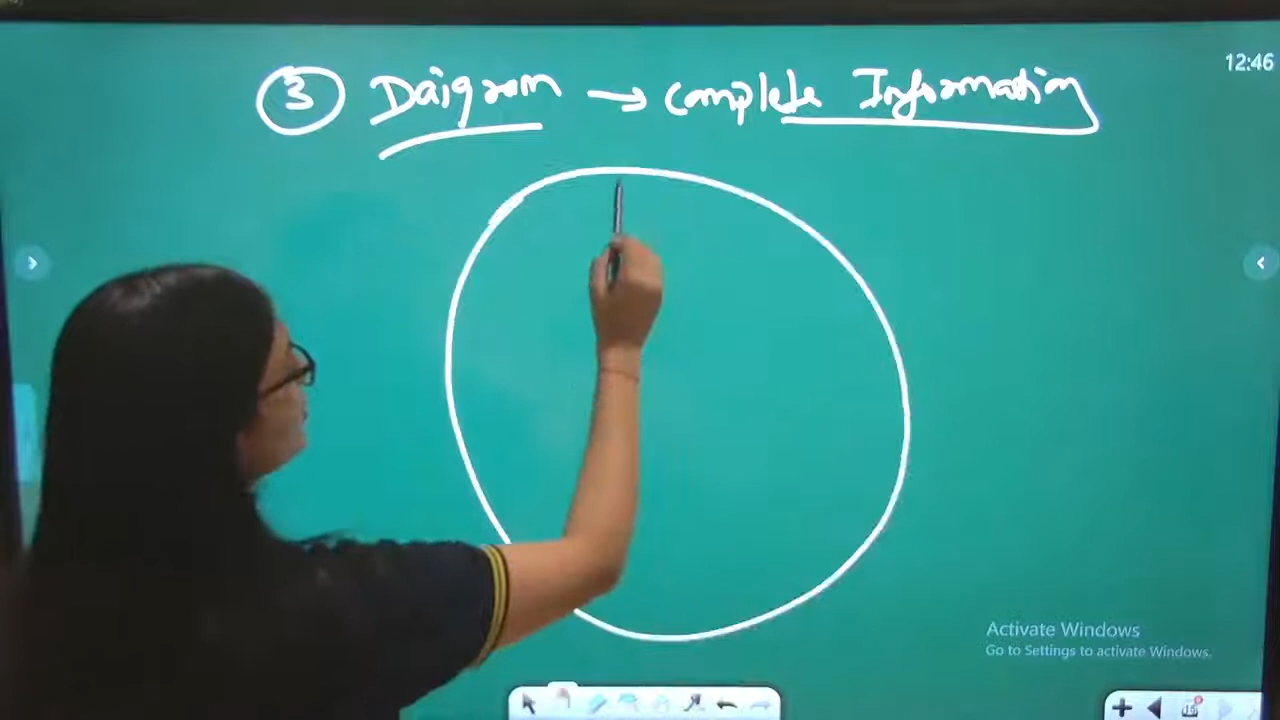 12:46
③ Daigram → complete Information
Activate Windows
Go to Settings to activate Windows.